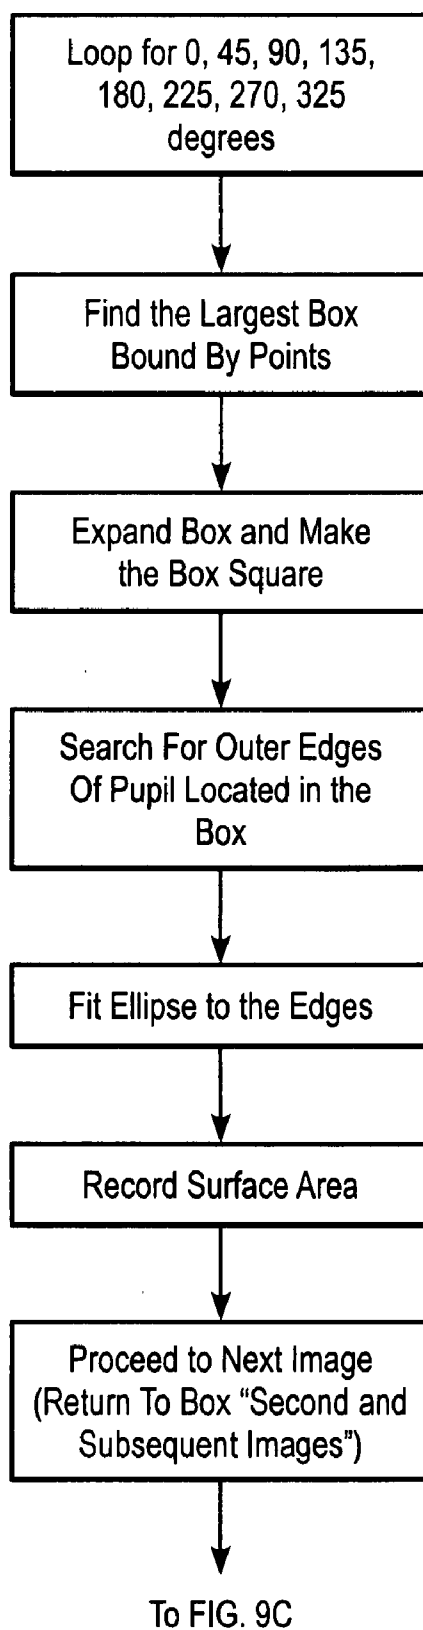 Loop for 0, 45, 90, 135,
180, 225, 270, 325
degrees
Find the Largest Box
Bound By Points
Expand Box and Make
the Box Square
Search For Outer Edges
Of Pupil Located in the
Box
Fit Ellipse to the Edges
Record Surface Area
Proceed to Next Image
(Return To Box “Second and
Subsequent Images”)
To FIG. 9C